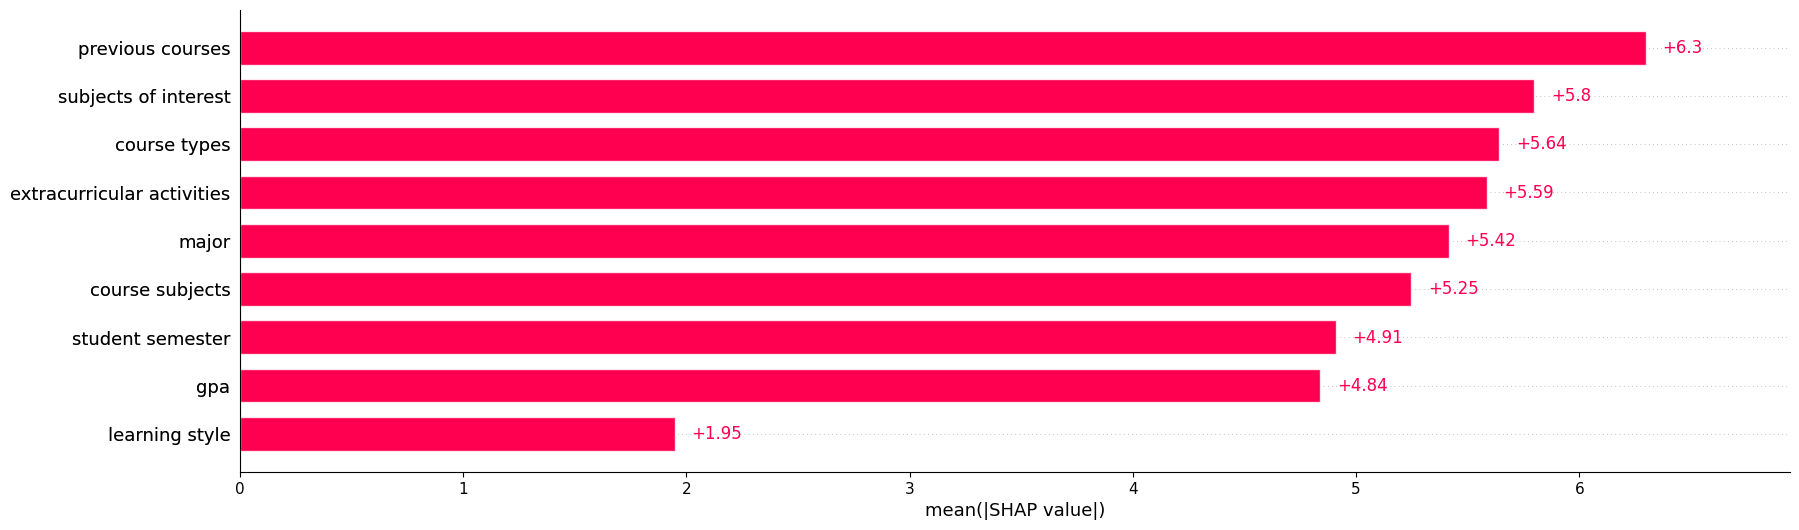 previous courses +6.3
subjects of interest +5.8
course types +5.64
extracurricular activities +5.59
major +5.42
course subjects +5.25
student semester +4.91
gpa +4.84
learning style +1.95
0 1 2 3 4 5 6
mean(|SHAP value|)